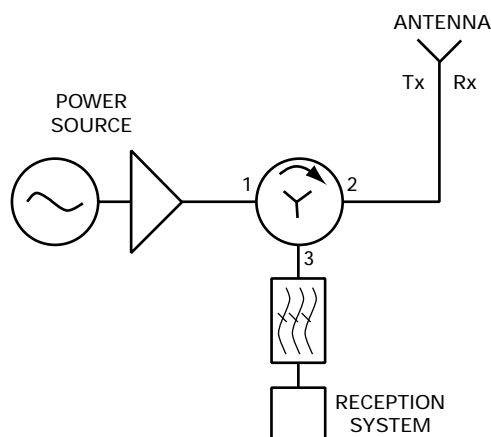 ANTENNA
Tx Rx
POWER
SOURCE
1 2
3
RECEPTION
SYSTEM